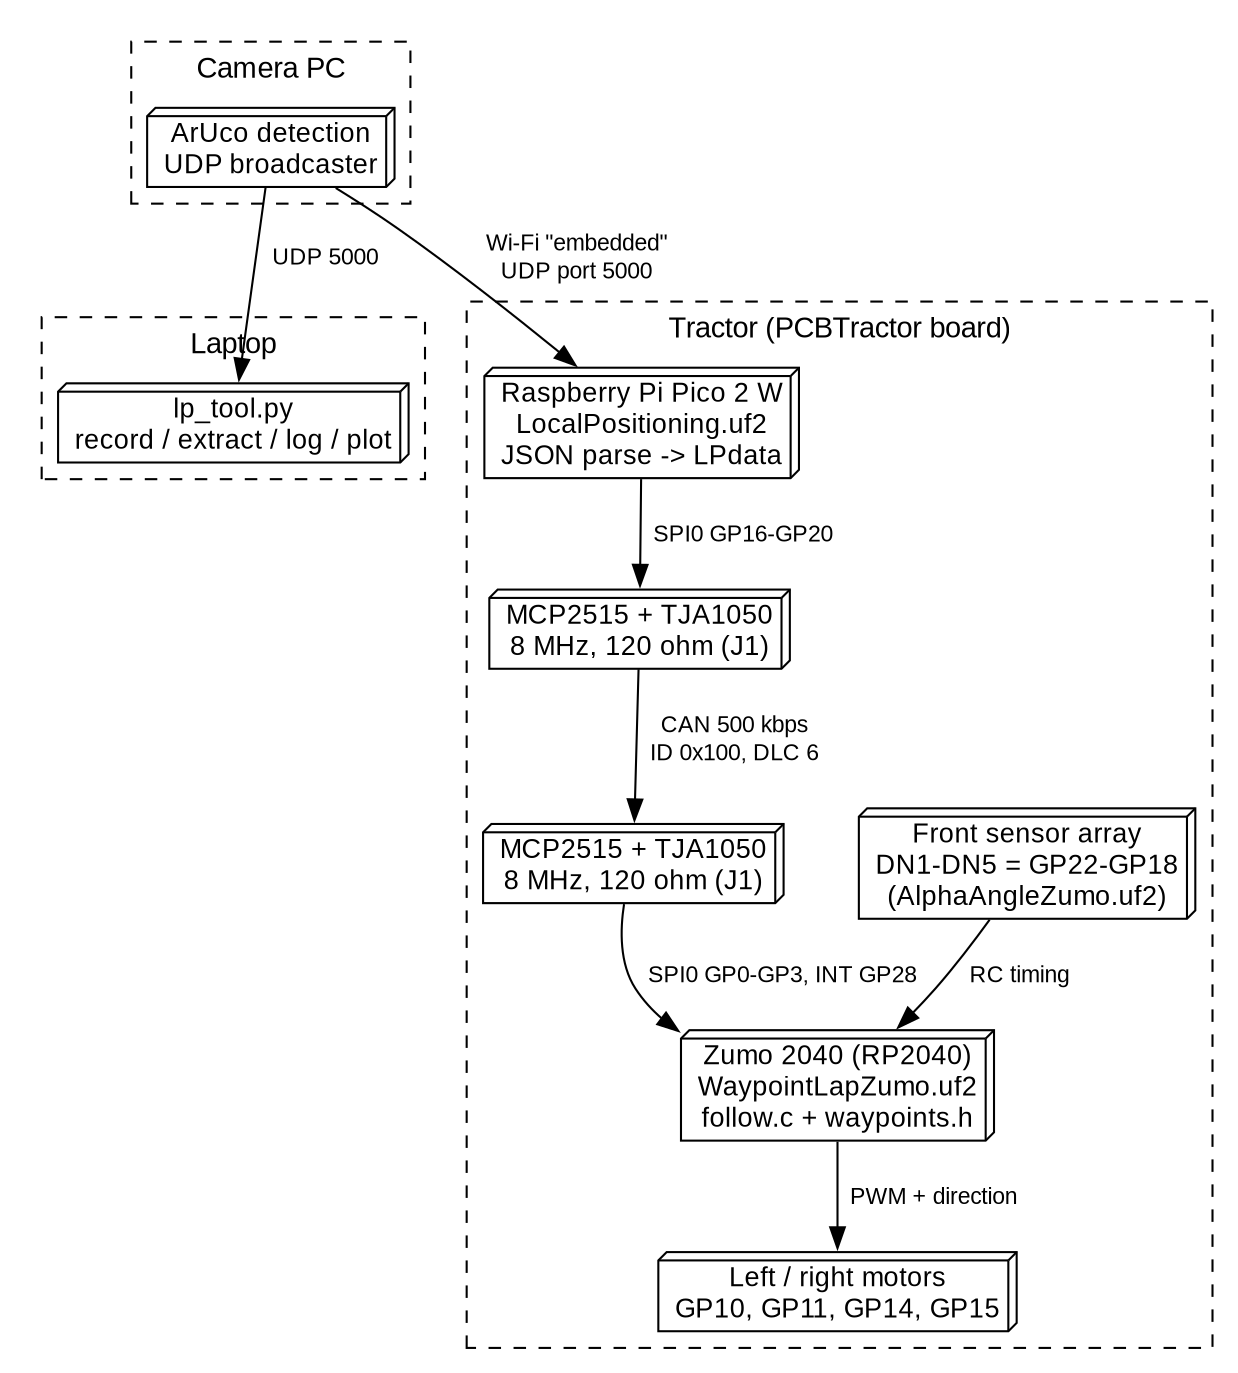 Camera PC
ArUco detection
UDP broadcaster
UDP 5000
Wi-Fi "embedded"
UDP port 5000
Laptop
lp_tool.py
record / extract / log / plot
Tractor (PCBTractor board)
Raspberry Pi Pico 2 W
LocalPositioning.uf2
JSON parse -> LPdata
SPI0 GP16-GP20
MCP2515 + TJA1050
8 MHz, 120 ohm (J1)
CAN 500 kbps
ID 0x100, DLC 6
MCP2515 + TJA1050
8 MHz, 120 ohm (J1)
Front sensor array
DN1-DN5 = GP22-GP18
(AlphaAngleZumo.uf2)
SPI0 GP0-GP3, INT GP28
RC timing
Zumo 2040 (RP2040)
WaypointLapZumo.uf2
follow.c + waypoints.h
PWM + direction
Left / right motors
GP10, GP11, GP14, GP15